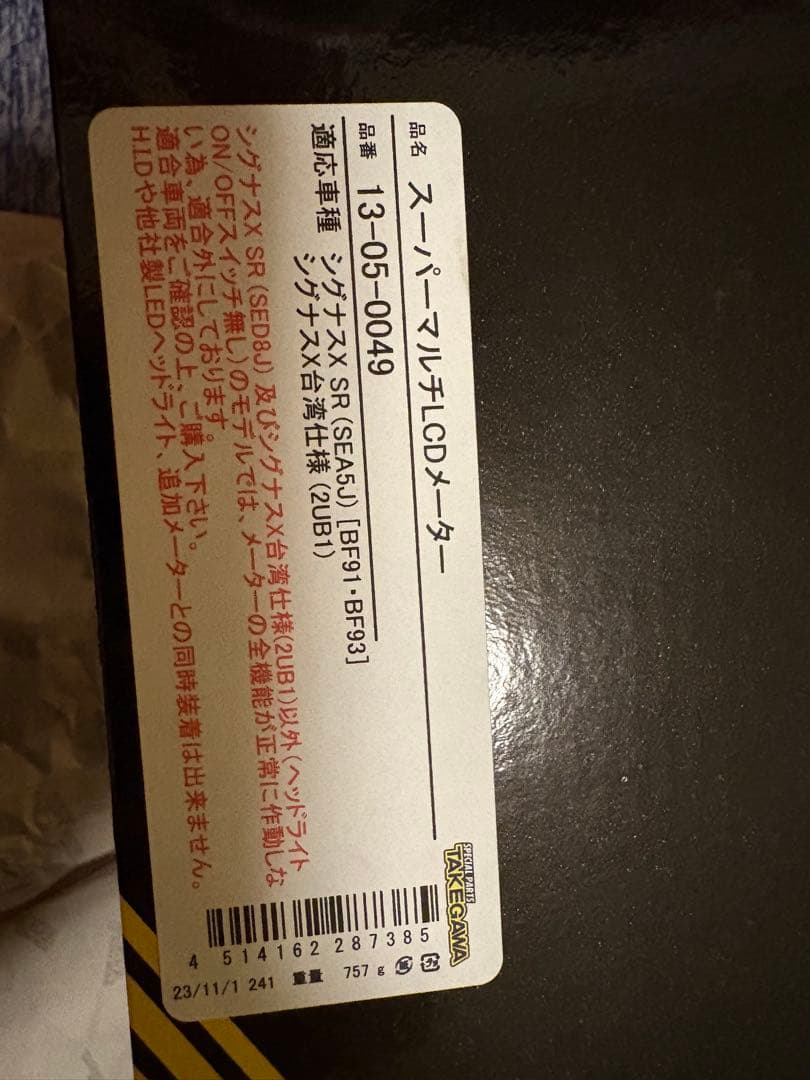 品名 スーパーマルチLCDメーター
品番 13-05-0049
適応車種 シグナスX SR(SEA5J)[BF91・BF93]
シグナスX台湾仕様(2UB1)
シグナスX SR(SED8J)及びシグナスX台湾仕様(2UB1)以外(ヘッドライト
ON/OFFスイッチ無し)のモデルでは、メーターの全機能が正常に作動しな
い為、適合外にしております。
適合車両をご確認の上、ご購入下さい。
H.I.Dや他社製LEDヘッドライト、追加メーターとの同時装着は出来ません。
SPECIAL PARTS
TAKEGAWA
4 514162 287385
23/11/1 241 重量 757 g